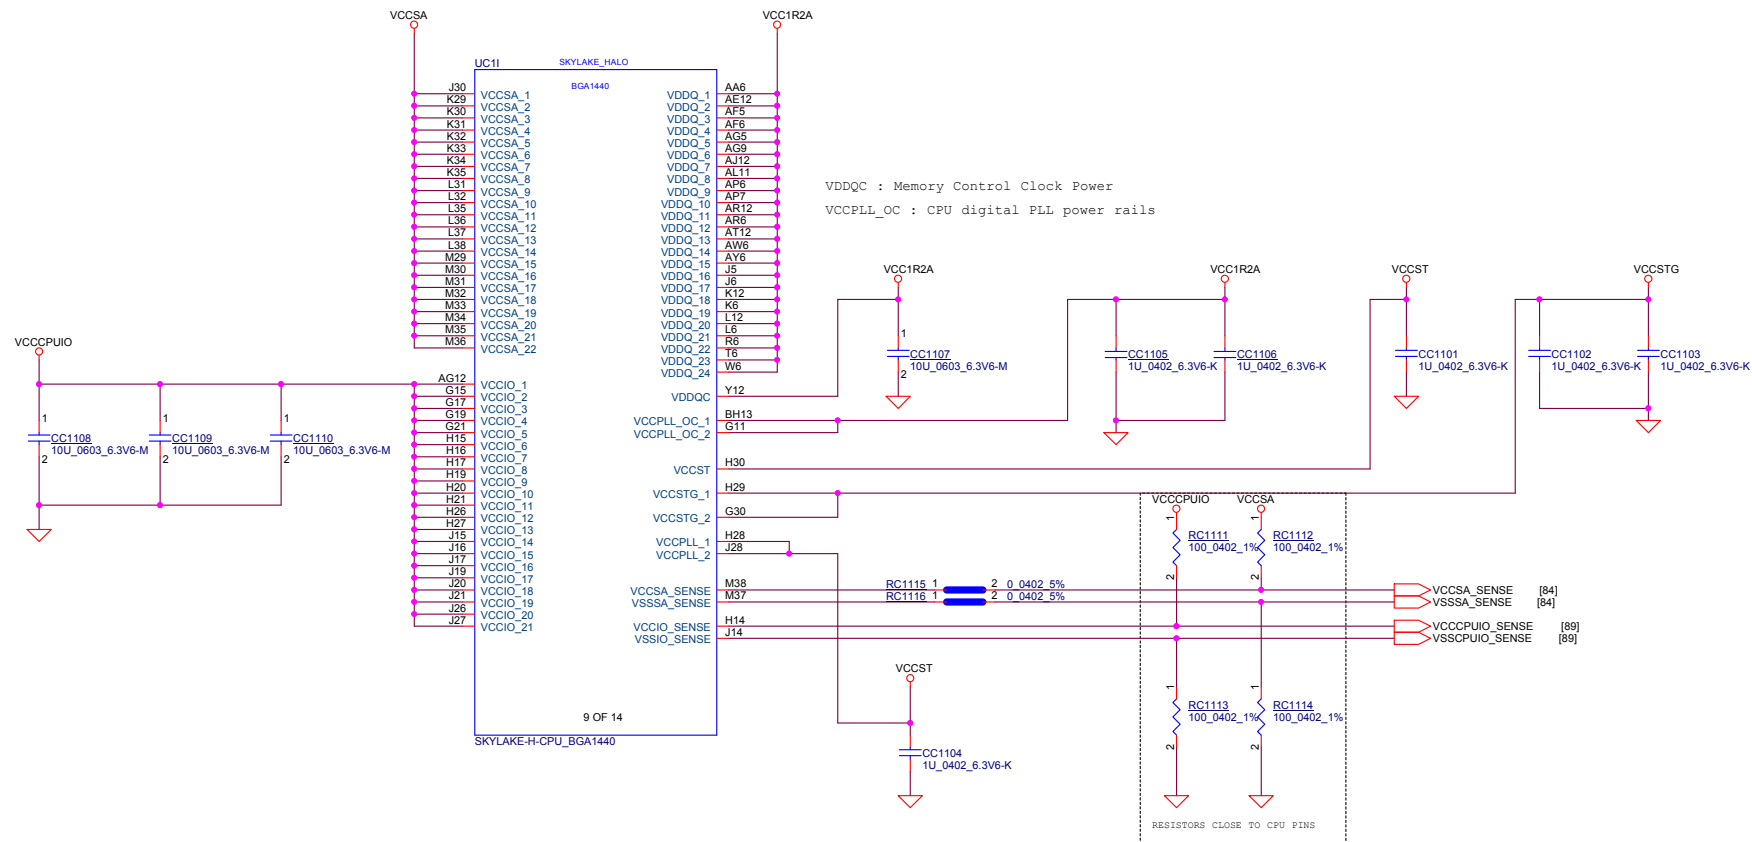 VCCSA
VCC1R2A
UC1I
SKYLAKE_HALO
BGA1440
J30 VCCSA_1
K29 VCCSA_2
K30 VCCSA_3
K31 VCCSA_4
K32 VCCSA_5
K33 VCCSA_6
K34 VCCSA_7
K35 VCCSA_8
L31 VCCSA_9
L32 VCCSA_10
L35 VCCSA_11
L36 VCCSA_12
L37 VCCSA_13
L38 VCCSA_14
M29 VCCSA_15
M30 VCCSA_16
M31 VCCSA_17
M32 VCCSA_18
M33 VCCSA_19
M34 VCCSA_20
M35 VCCSA_21
M36 VCCSA_22
AG12 VCCIO_1
G15 VCCIO_2
G17 VCCIO_3
G19 VCCIO_4
G21 VCCIO_5
H15 VCCIO_6
H16 VCCIO_7
H17 VCCIO_8
H19 VCCIO_9
H20 VCCIO_10
H21 VCCIO_11
H26 VCCIO_12
H27 VCCIO_13
J15 VCCIO_14
J16 VCCIO_15
J17 VCCIO_16
J19 VCCIO_17
J20 VCCIO_18
J21 VCCIO_19
J26 VCCIO_20
J27 VCCIO_21
VDDQ_1 AA6
VDDQ_2 AE12
VDDQ_3 AF5
VDDQ_4 AF6
VDDQ_5 AG5
VDDQ_6 AG9
VDDQ_7 AJ12
VDDQ_8 AL11
VDDQ_9 AP6
VDDQ_10 AP7
VDDQ_11 AR12
VDDQ_12 AR6
VDDQ_13 AT12
VDDQ_14 AW6
VDDQ_15 AY6
VDDQ_16 J5
VDDQ_17 J6
VDDQ_18 K12
VDDQ_19 K6
VDDQ_20 L12
VDDQ_21 L6
VDDQ_22 R6
VDDQ_23 T6
VDDQ_24 W6
VDDQC Y12
VCCPLL_OC_1 BH13
VCCPLL_OC_2 G11
VCCST H30
VCCSTG_1 H29
VCCSTG_2 G30
VCCPLL_1 H28
VCCPLL_2 J28
VCCSA_SENSE M38
VSSSA_SENSE M37
VCCIO_SENSE H14
VSSIO_SENSE J14
9 OF 14
SKYLAKE-H-CPU_BGA1440
VDDQC : Memory Control Clock Power
VCCPLL_OC : CPU digital PLL power rails
VCCCPUIO
1
CC1108
10U_0603_6.3V6-M
2
1
CC1109
10U_0603_6.3V6-M
2
1
CC1110
10U_0603_6.3V6-M
2
VCC1R2A
1
CC1107
10U_0603_6.3V6-M
2
VCC1R2A
CC1105
1U_0402_6.3V6-K
CC1106
1U_0402_6.3V6-K
VCCST
CC1101
1U_0402_6.3V6-K
VCCSTG
CC1102
1U_0402_6.3V6-K
CC1103
1U_0402_6.3V6-K
VCCCPUIO
VCCSA
1
RC1111
100_0402_1%
2
1
RC1112
100_0402_1%
2
RC1115 1 2 0_0402_5%
RC1116 1 2 0_0402_5%
VCCSA_SENSE [84]
VSSSA_SENSE [84]
VCCCPUIO_SENSE [89]
VSSCPUIO_SENSE [89]
1
RC1113
100_0402_1%
2
1
RC1114
100_0402_1%
2
RESISTORS CLOSE TO CPU PINS
VCCST
CC1104
1U_0402_6.3V6-K